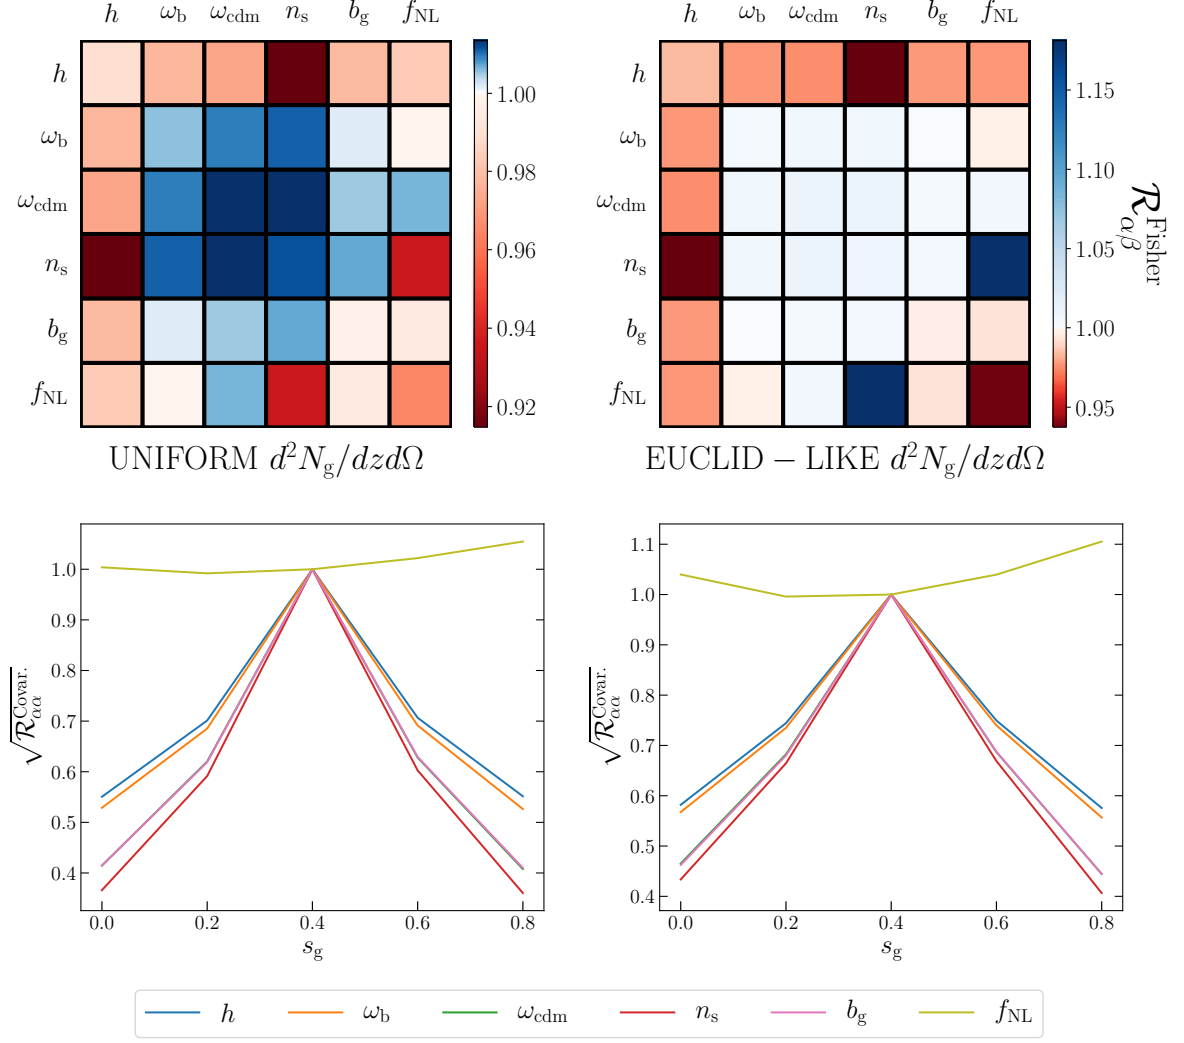 h ω_b ω_cdm n_s b_g f_NL
h
ω_b
ω_cdm
n_s
b_g
f_NL
1.00
0.98
0.96
0.94
0.92
UNIFORM d²N_g/dzdΩ
h ω_b ω_cdm n_s b_g f_NL
h
ω_b
ω_cdm
n_s
b_g
f_NL
1.15
1.10
1.05
1.00
0.95
ℛ_αβ^Fisher
EUCLID − LIKE d²N_g/dzdΩ
√ℛ_αα^Covar.
1.0
0.9
0.8
0.7
0.6
0.5
0.4
0.0 0.2 0.4 0.6 0.8
s_g
√ℛ_αα^Covar.
1.1
1.0
0.9
0.8
0.7
0.6
0.5
0.4
0.0 0.2 0.4 0.6 0.8
s_g
h ω_b ω_cdm n_s b_g f_NL